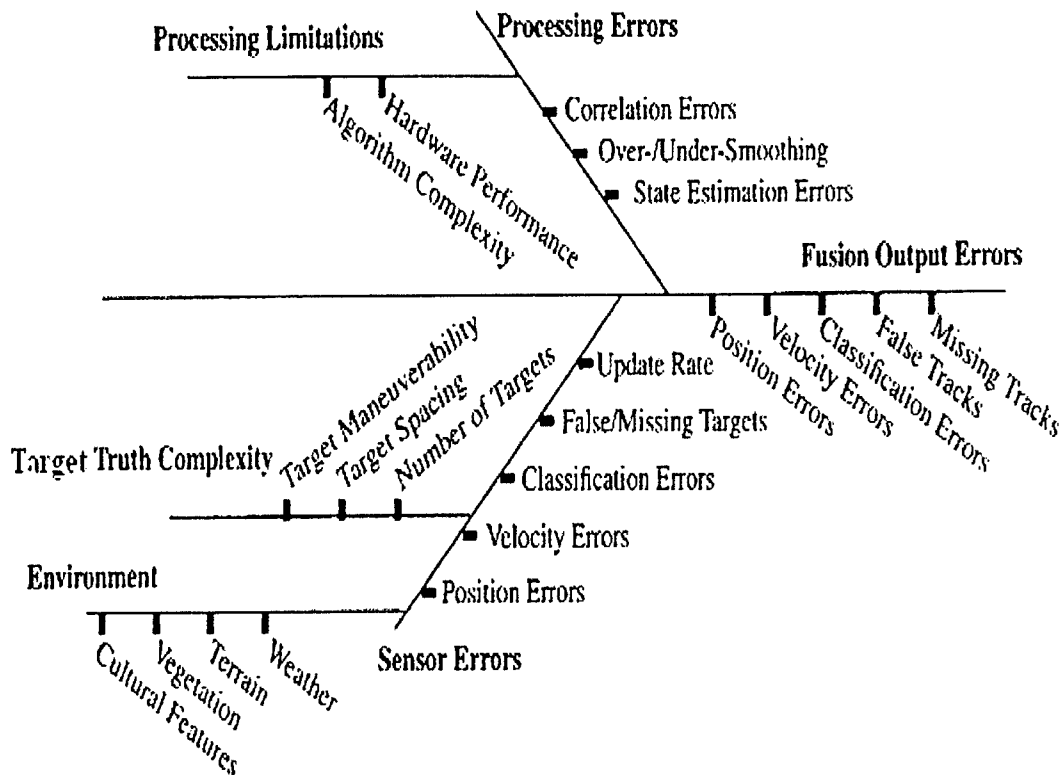 Processing Errors
Processing Limitations
Algorithm Complexity
Hardware Performance
Correlation Errors
Over-/Under-Smoothing
State Estimation Errors
Fusion Output Errors
Position Errors
Velocity Errors
Classification Errors
False Tracks
Missing Tracks
Target Truth Complexity
Target Maneuverability
Target Spacing
Number of Targets
Update Rate
False/Missing Targets
Classification Errors
Velocity Errors
Position Errors
Environment
Cultural Features
Vegetation
Terrain
Weather
Sensor Errors